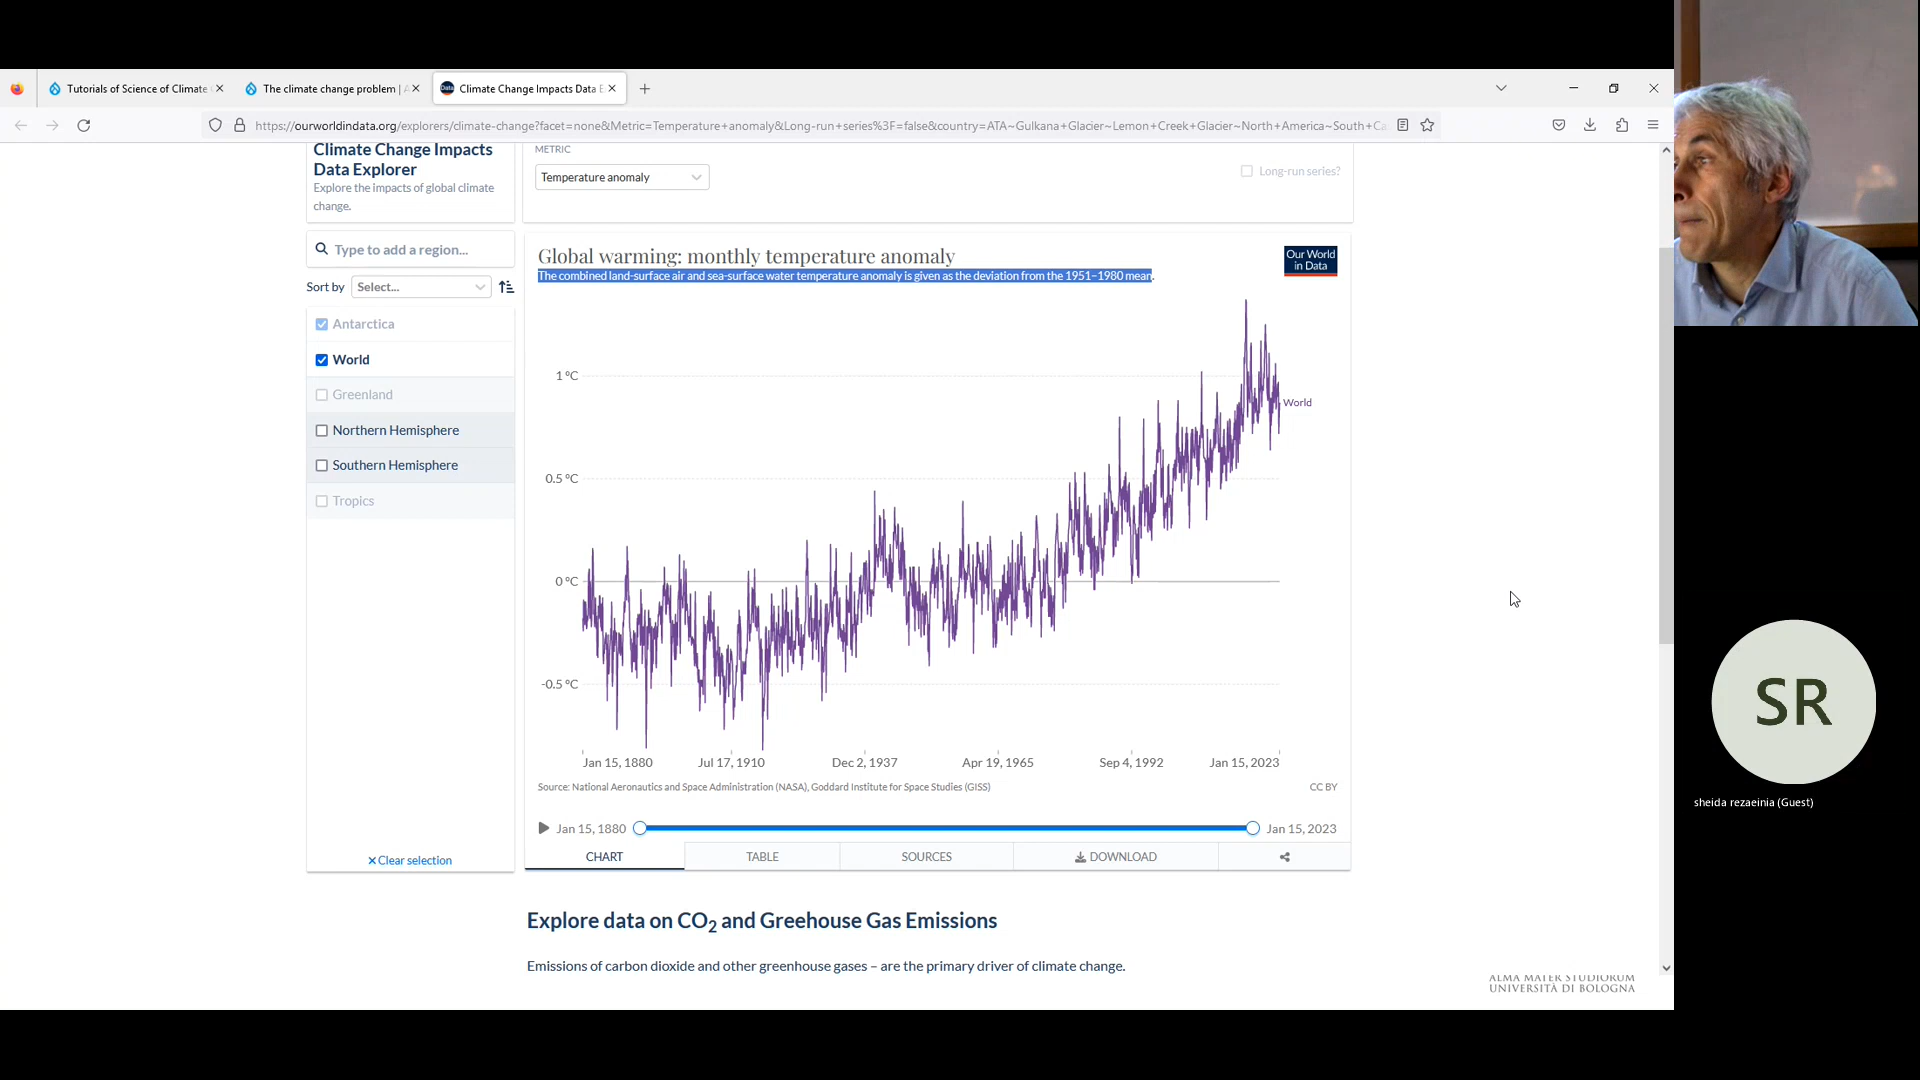 Tutorials of Science of Climate
The climate change problem | A
Data
Climate Change Impacts Data E
https://ourworldindata.org/explorers/climate-change?facet=none&Metric=Temperature+anomaly&Long-run+series%3F=false&country=ATA~Gulkana+Glacier~Lemon+Creek+Glacier~North+America~South+Ca
Climate Change Impacts
Data Explorer
Explore the impacts of global climate
change.
METRIC
Temperature anomaly
Long-run series?
Type to add a region...
Sort by
Select...
Antarctica
World
Greenland
Northern Hemisphere
Southern Hemisphere
Tropics
Clear selection
Global warming: monthly temperature anomaly
The combined land-surface air and sea-surface water temperature anomaly is given as the deviation from the 1951–1980 mean.
Our World
in Data
1 °C
0.5 °C
0 °C
-0.5 °C
World
Jan 15, 1880
Jul 17, 1910
Dec 2, 1937
Apr 19, 1965
Sep 4, 1992
Jan 15, 2023
Source: National Aeronautics and Space Administration (NASA), Goddard Institute for Space Studies (GISS)
CC BY
Jan 15, 1880
Jan 15, 2023
CHART
TABLE
SOURCES
DOWNLOAD
Explore data on CO₂ and Greehouse Gas Emissions
Emissions of carbon dioxide and other greenhouse gases – are the primary driver of climate change.
ALMA MATER STUDIORUM
UNIVERSITÀ DI BOLOGNA
SR
sheida rezaeinia (Guest)